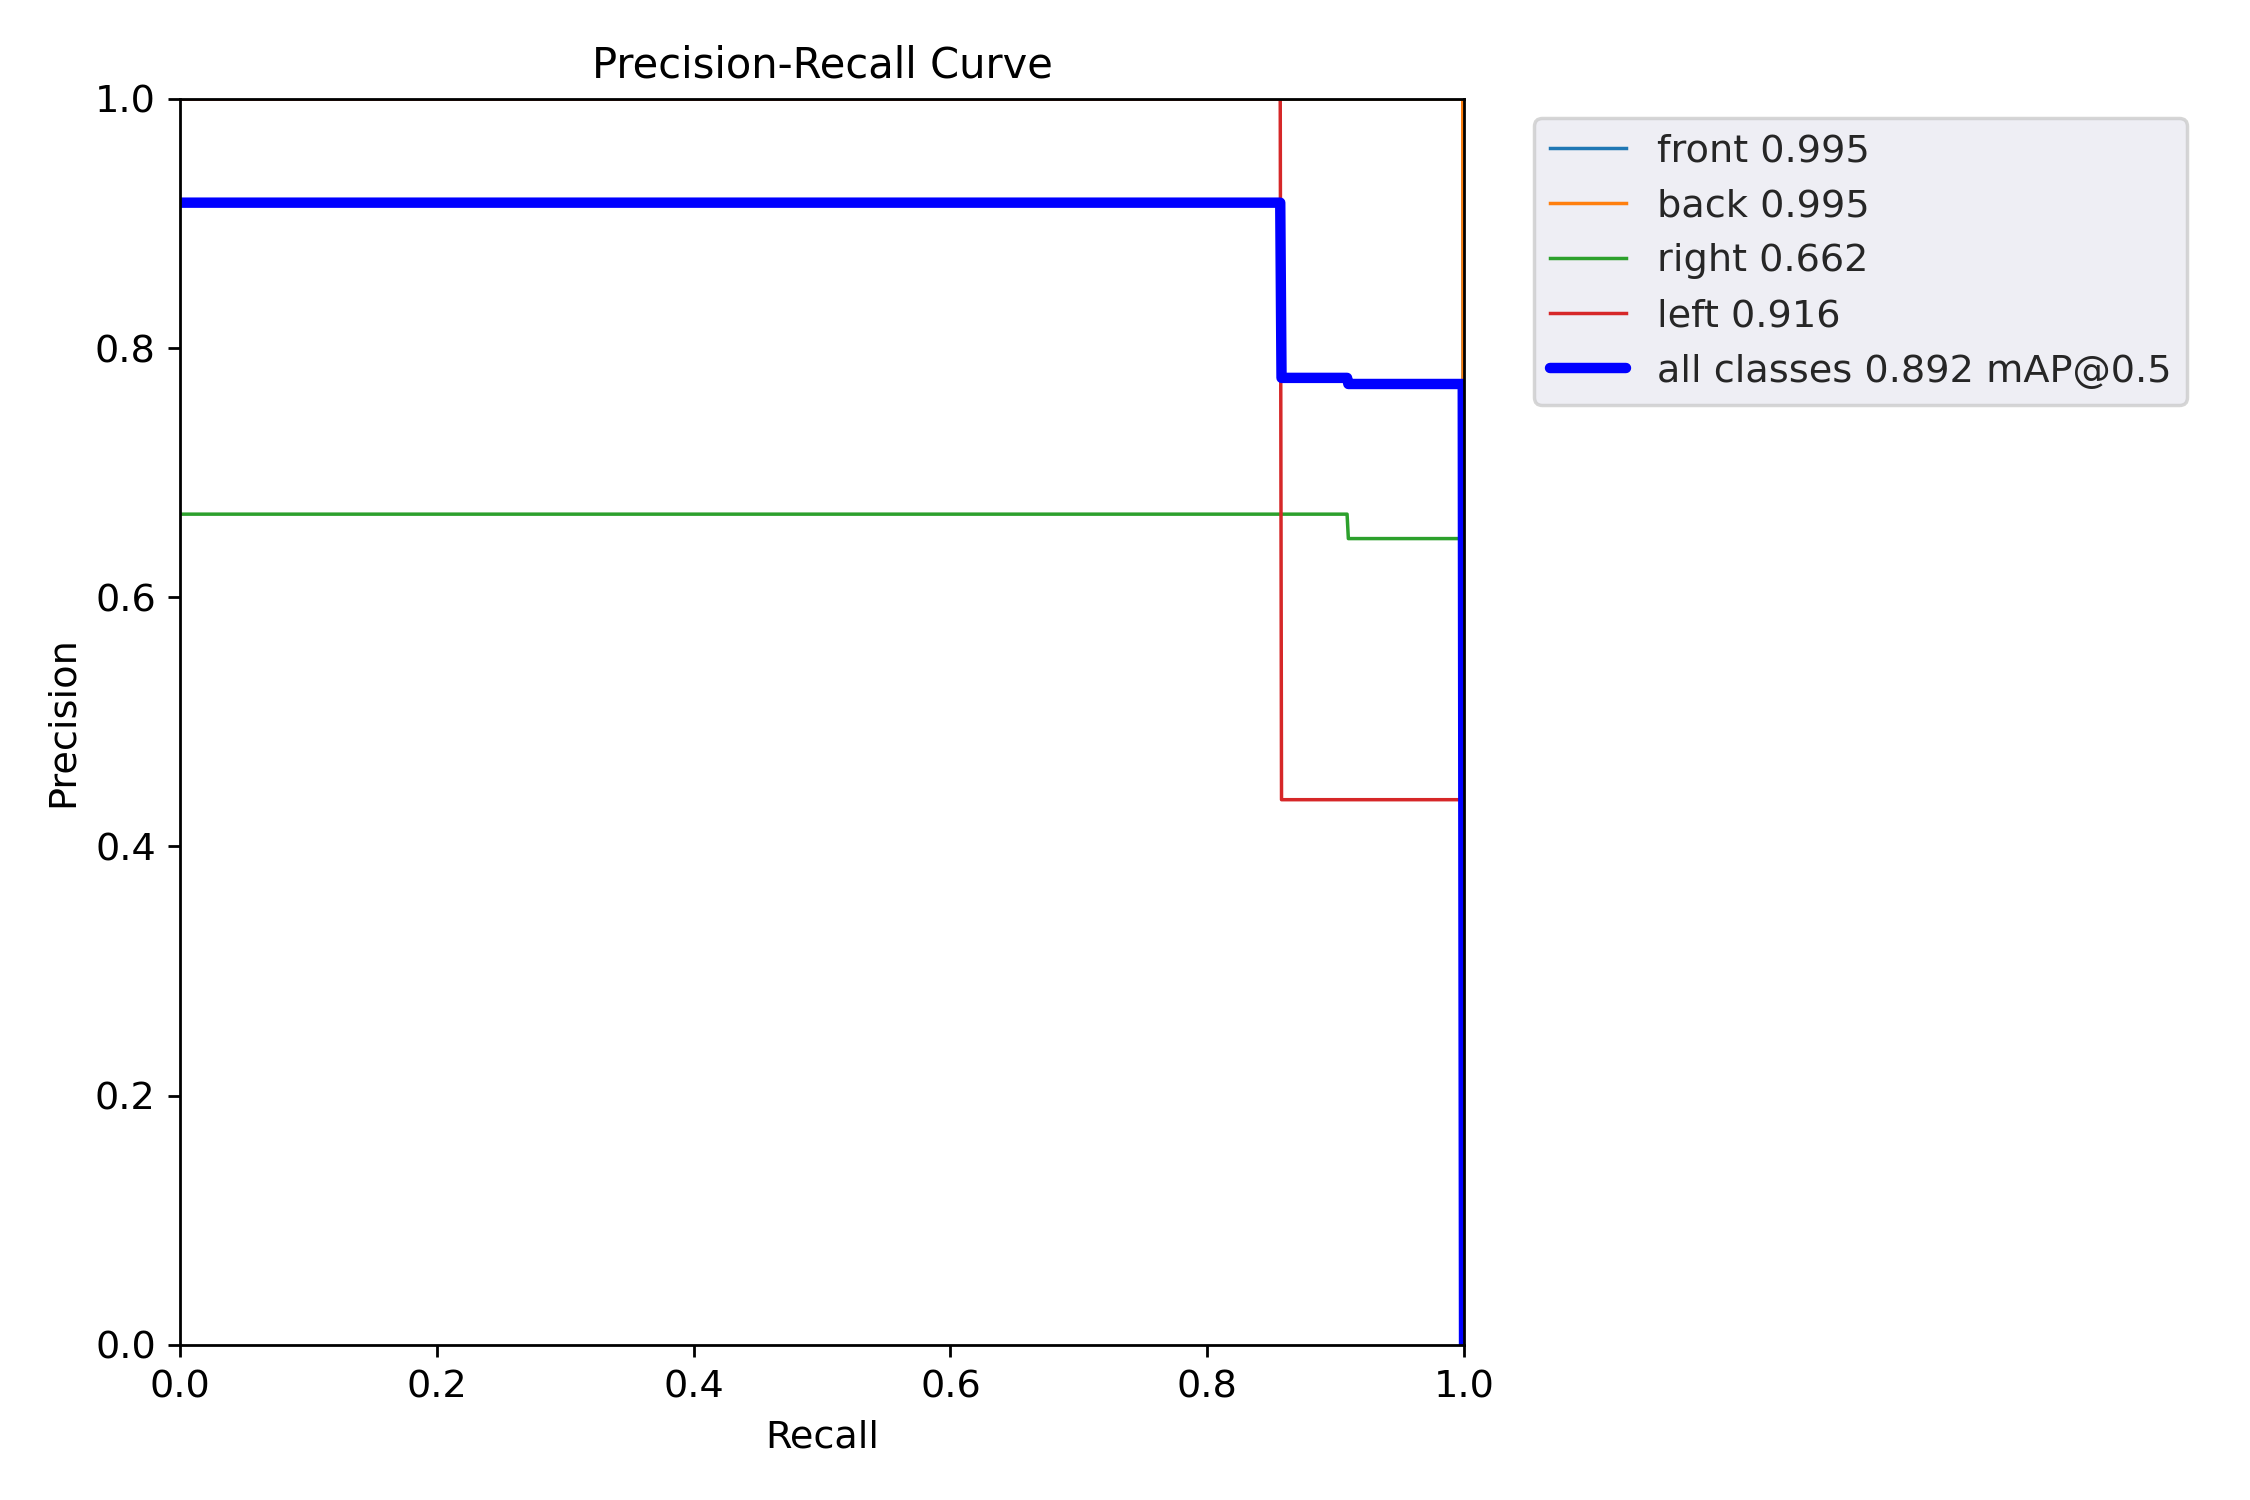 Precision-Recall Curve
1.0
0.8
0.6
0.4
0.2
0.0
Precision
0.0 0.2 0.4 0.6 0.8 1.0
Recall
front 0.995
back 0.995
right 0.662
left 0.916
all classes 0.892 mAP@0.5